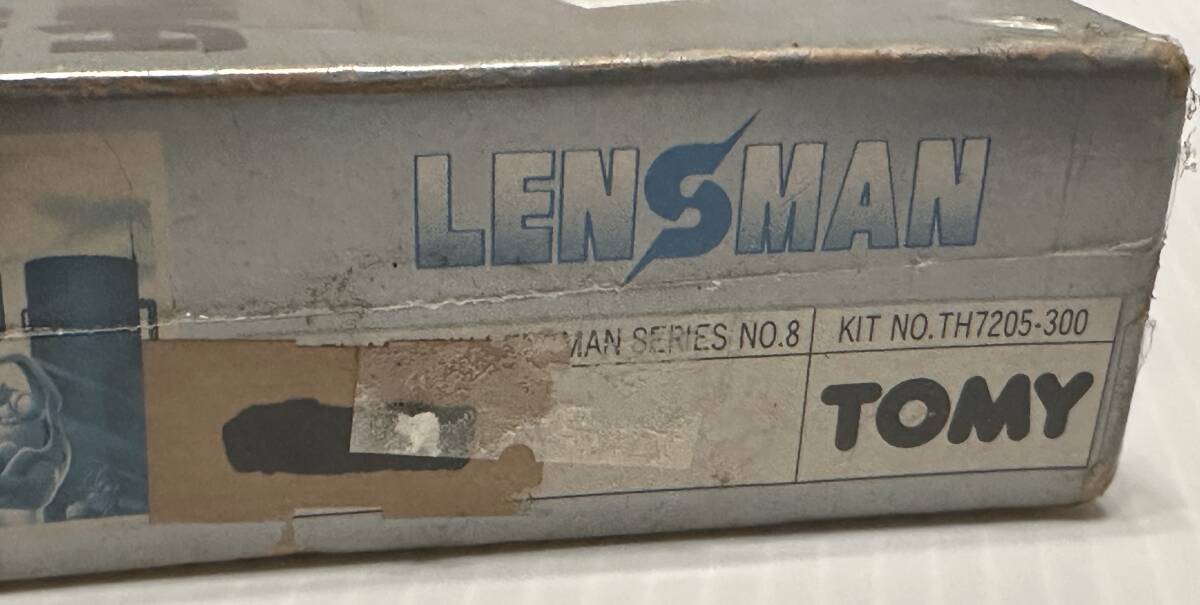 LENSMAN
MAN SERIES NO.8
KIT NO.TH7205-300
TOMY